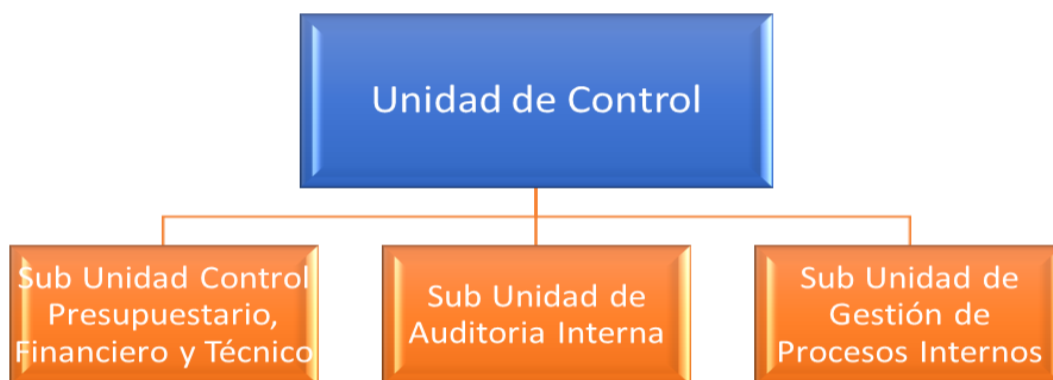 Unidad de Control
Sub Unidad Control
Presupuestario,
Financiero y Técnico
Sub Unidad de
Auditoria Interna
Sub Unidad de
Gestión de
Procesos Internos